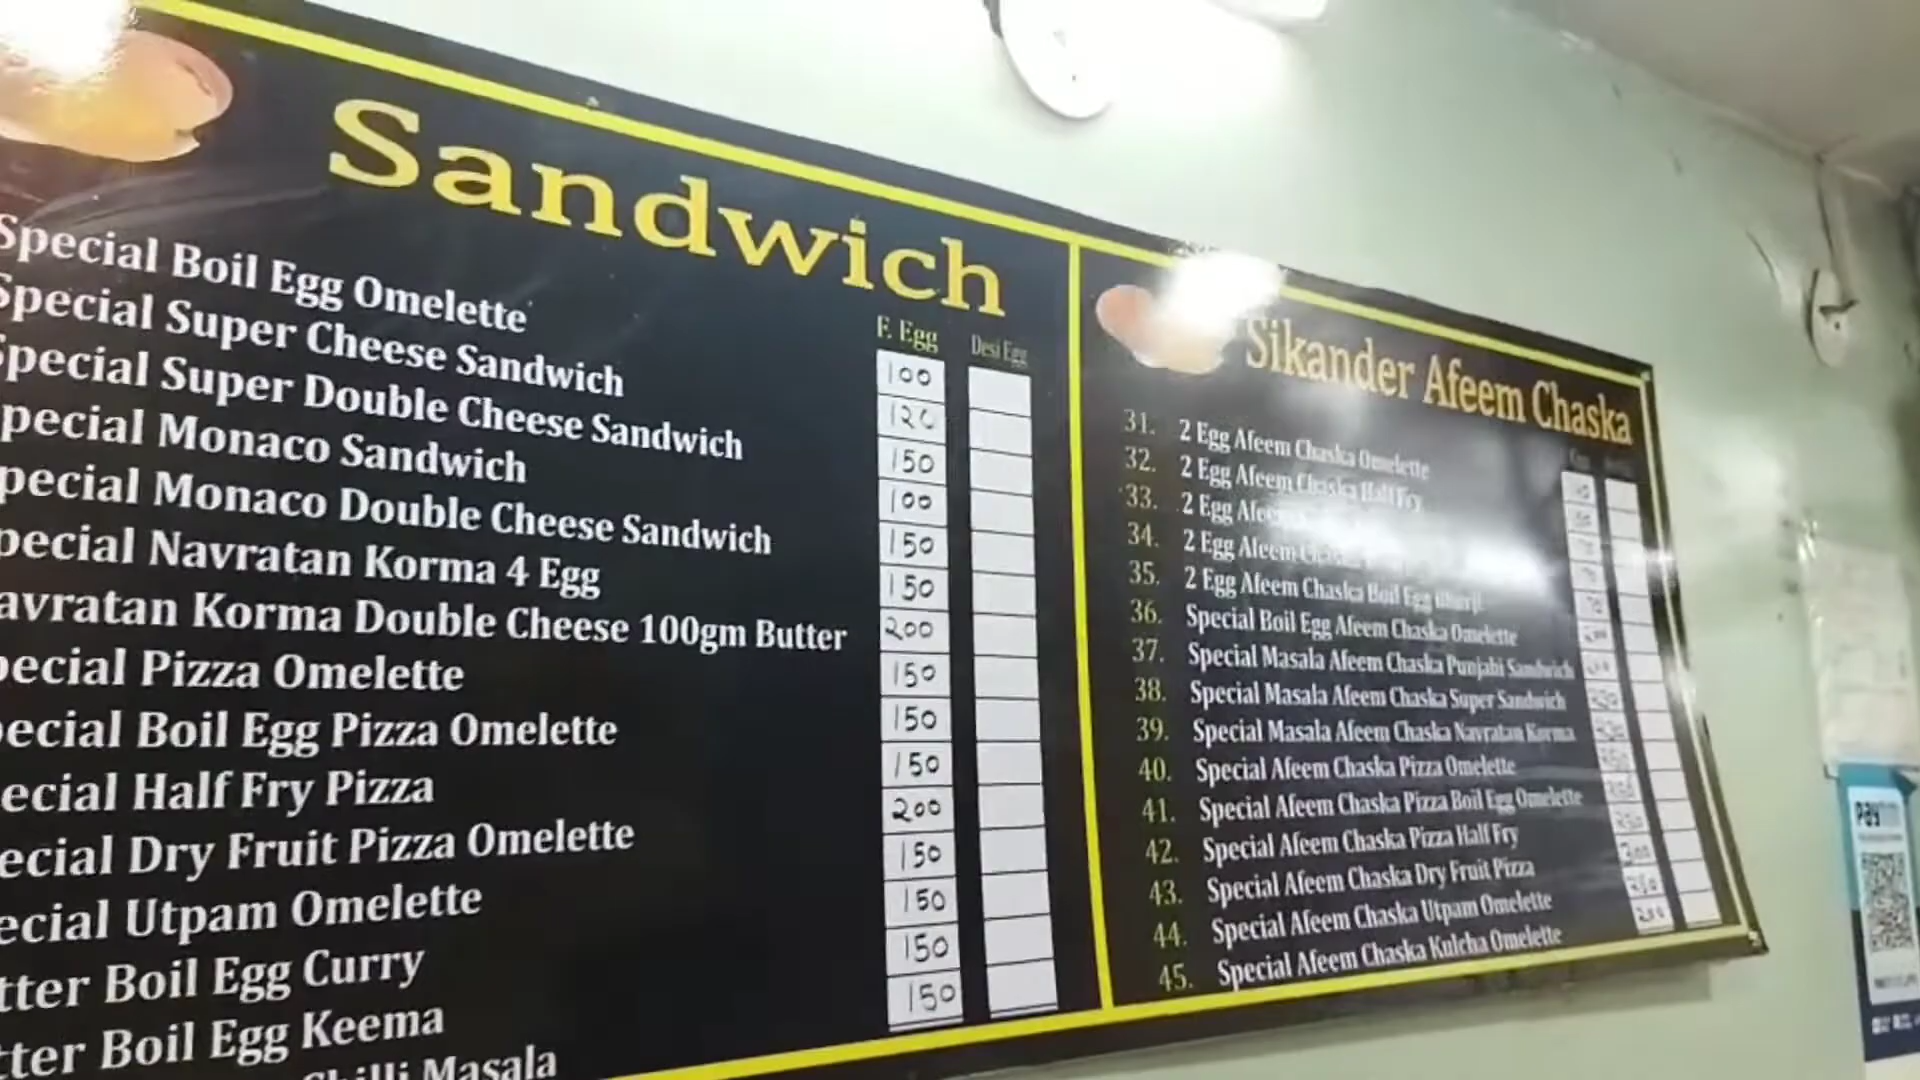 Sandwich
F. Egg Desi Egg
Special Boil Egg Omelette 100
Special Super Cheese Sandwich 120
Special Super Double Cheese Sandwich 150
pecial Monaco Sandwich 100
pecial Monaco Double Cheese Sandwich 150
pecial Navratan Korma 4 Egg 150
avratan Korma Double Cheese 100gm Butter 200
pecial Pizza Omelette 150
ecial Boil Egg Pizza Omelette 150
ecial Half Fry Pizza 150
ecial Dry Fruit Pizza Omelette 200
ecial Utpam Omelette 150
tter Boil Egg Curry 150
tter Boil Egg Keema 150
Chilli Masala 150
Sikander Afeem Chaska
31. 2 Egg Afeem Chaska Omelette
32. 2 Egg Afeem Chaska Half Fry
33. 2 Egg
34. 2 Egg Afeem
35. 2 Egg Afeem Chaska Boil Egg Bhurji
36. Special Boil Egg Afeem Chaska Omelette
37. Special Masala Afeem Chaska Punjabi Sandwich
38. Special Masala Afeem Chaska Super Sandwich
39. Special Masala Afeem Chaska Navratan Korma
40. Special Afeem Chaska Pizza Omelette
41. Special Afeem Chaska Pizza Boil Egg Omelette
42. Special Afeem Chaska Pizza Half Fry
43. Special Afeem Chaska Dry Fruit Pizza 300
44. Special Afeem Chaska Utpam Omelette 250
45. Special Afeem Chaska Kulcha Omelette 200
Paytm